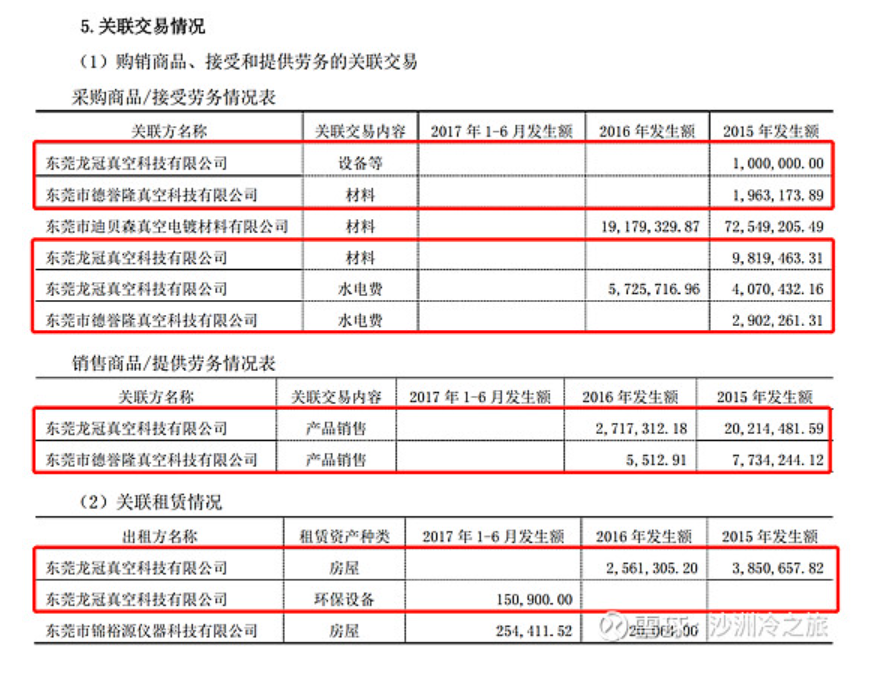 5. 关联交易情况
（1）购销商品、接受和提供劳务的关联交易
采购商品/接受劳务情况表
关联方名称 关联交易内容 2017 年 1-6 月发生额 2016 年发生额 2015 年发生额
东莞龙冠真空科技有限公司 设备等 1,000,000.00
东莞市德誉隆真空科技有限公司 材料 1,963,173.89
东莞市迪贝森真空电镀材料有限公司 材料 19,179,329.87 72,549,205.49
东莞龙冠真空科技有限公司 材料 9,819,463.31
东莞龙冠真空科技有限公司 水电费 5,725,716.96 4,070,432.16
东莞市德誉隆真空科技有限公司 水电费 2,902,261.31
销售商品/提供劳务情况表
关联方名称 关联交易内容 2017 年 1-6 月发生额 2016 年发生额 2015 年发生额
东莞龙冠真空科技有限公司 产品销售 2,717,312.18 20,214,481.59
东莞市德誉隆真空科技有限公司 产品销售 5,512.91 7,734,244.12
（2）关联租赁情况
出租方名称 租赁资产种类 2017 年 1-6 月发生额 2016 年发生额 2015 年发生额
东莞龙冠真空科技有限公司 房屋 2,561,305.20 3,850,657.82
东莞龙冠真空科技有限公司 环保设备 150,900.00
东莞市锦裕源仪器科技有限公司 房屋 254,411.52
雪球：沙洲冷之旅